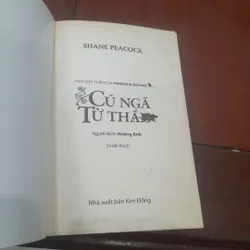 SHANE PEACOCK
CÚ NGÃ
TỬ THẦN
Người dịch: Hoàng Anh
Nhà xuất bản Kim Đồng